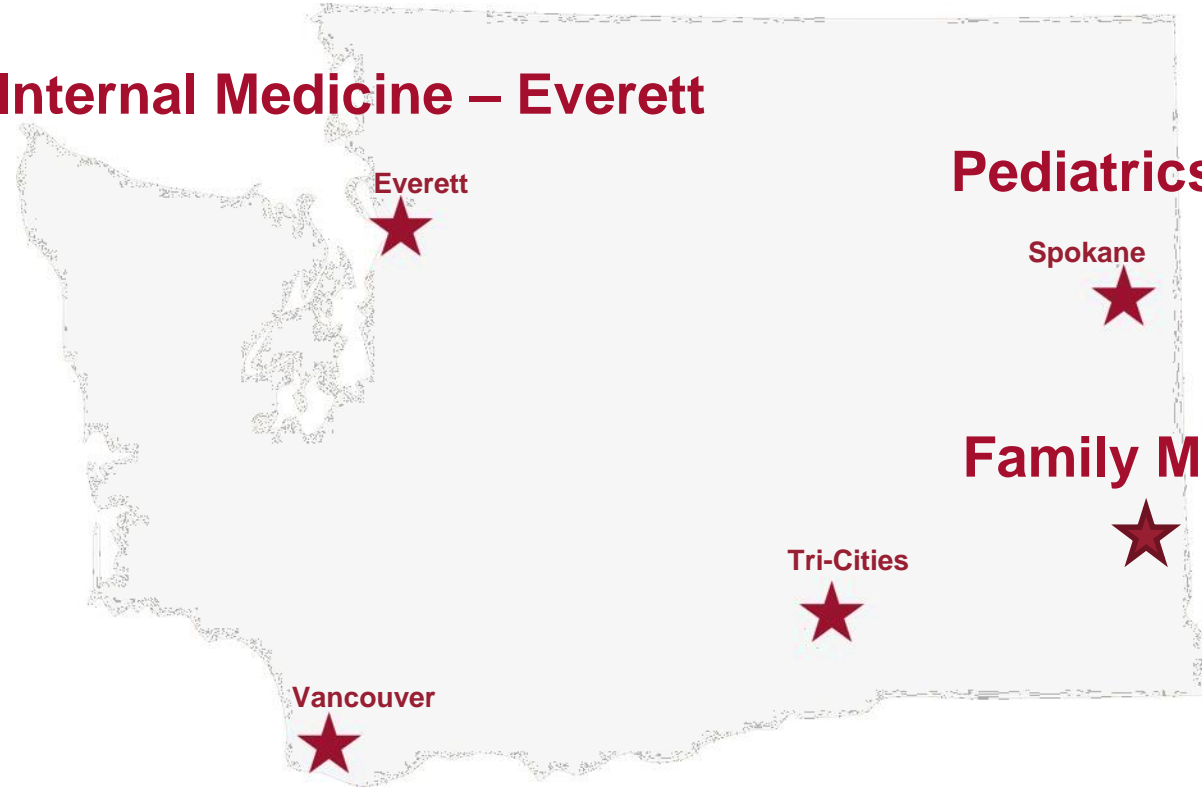 Internal Medicine – Everett
Pediatrics
Everett
Spokane
Family M
Tri-Cities
Vancouver